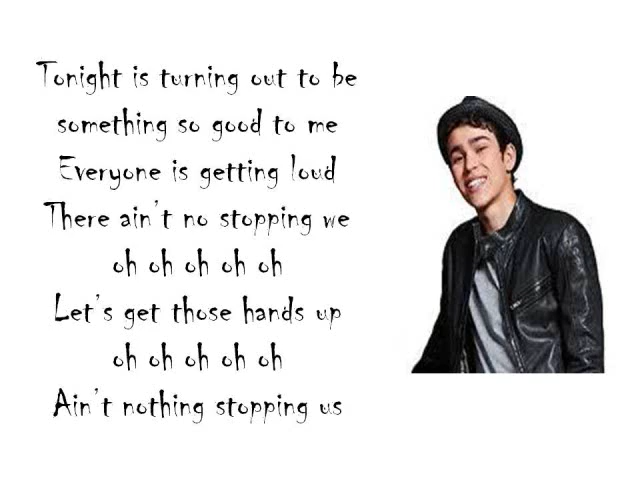 Tonight is turning out to be
something so good to me
Everyone is getting loud
There ain't no stopping we
oh oh oh oh oh
Let's get those hands up
oh oh oh oh oh
Ain't nothing stopping us